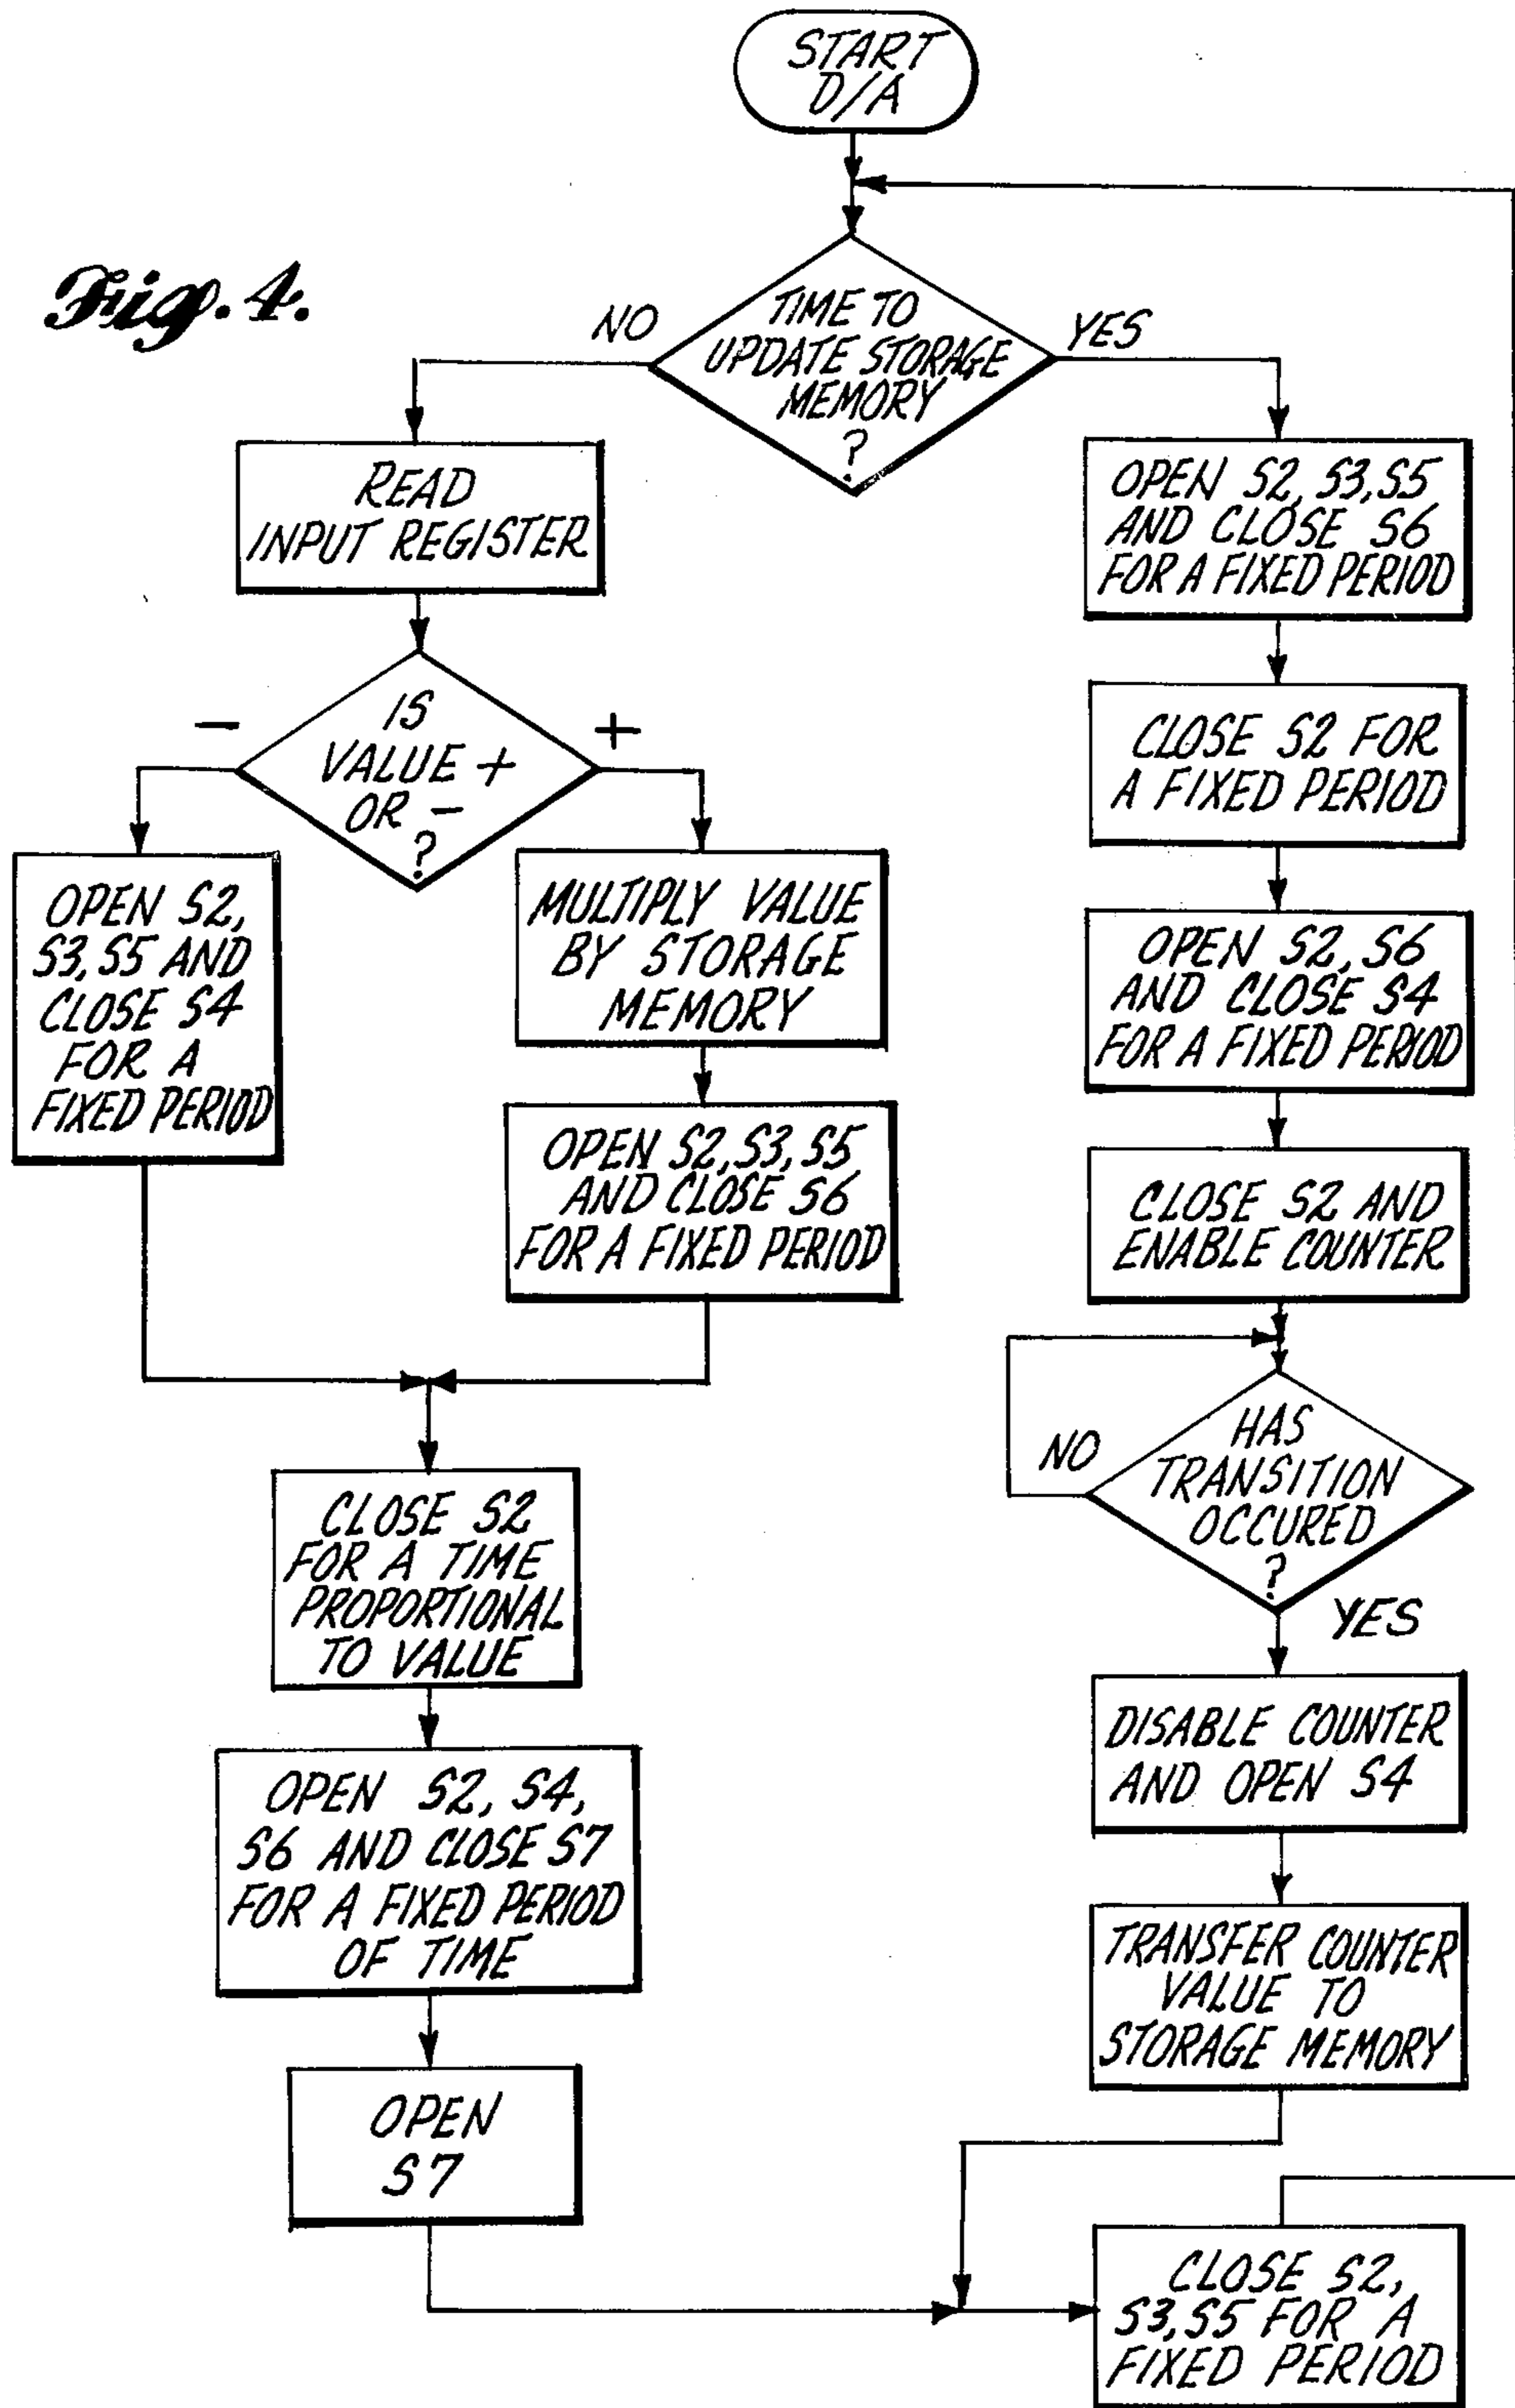 START
D/A
Fig. 4.
NO
TIME TO
UPDATE STORAGE
MEMORY
?
YES
READ
INPUT REGISTER
OPEN S2, S3, S5
AND CLOSE S6
FOR A FIXED PERIOD
−
IS
VALUE +
OR −
?
+
CLOSE S2 FOR
A FIXED PERIOD
OPEN S2,
S3, S5 AND
CLOSE S4
FOR A
FIXED PERIOD
MULTIPLY VALUE
BY STORAGE
MEMORY
OPEN S2, S6
AND CLOSE S4
FOR A FIXED PERIOD
OPEN S2, S3, S5
AND CLOSE S6
FOR A FIXED PERIOD
CLOSE S2 AND
ENABLE COUNTER
NO
HAS
TRANSITION
OCCURED
?
YES
CLOSE S2
FOR A TIME
PROPORTIONAL
TO VALUE
DISABLE COUNTER
AND OPEN S4
OPEN S2, S4,
S6 AND CLOSE S7
FOR A FIXED PERIOD
OF TIME
TRANSFER COUNTER
VALUE TO
STORAGE MEMORY
OPEN
S7
CLOSE S2,
S3, S5 FOR A
FIXED PERIOD